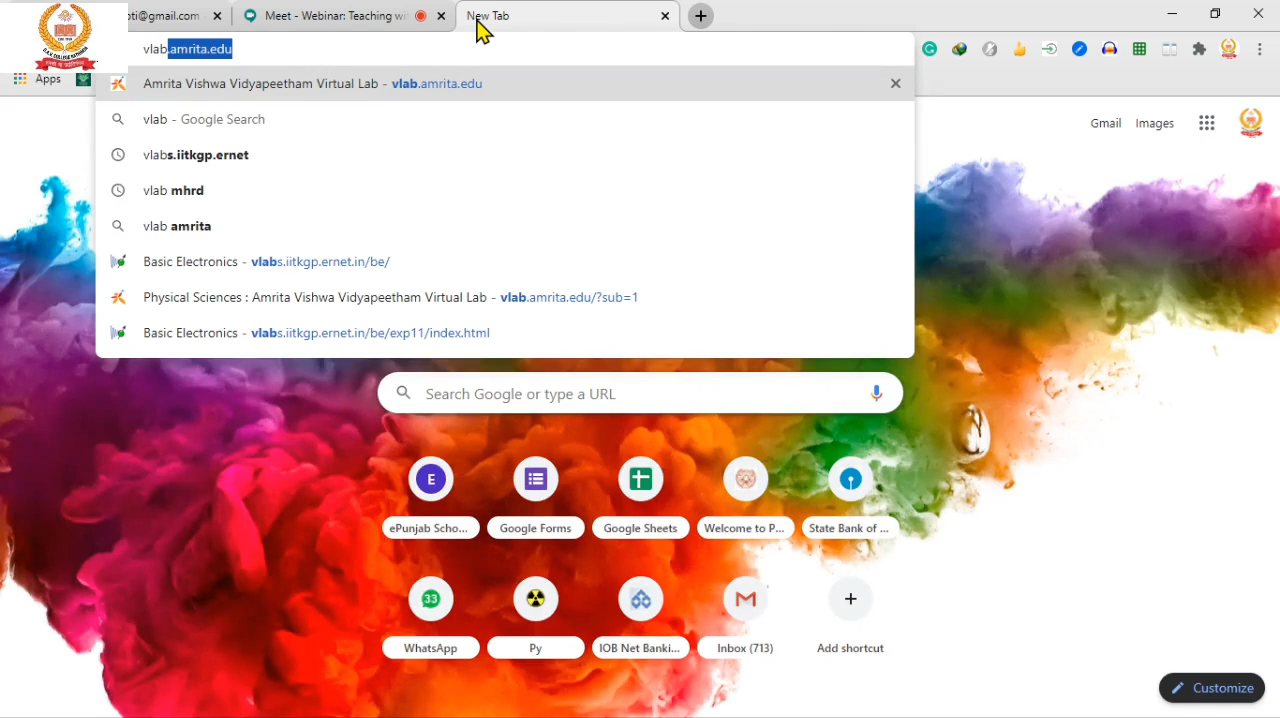 oti@gmail.com
Meet - Webinar: Teaching wi
New Tab
vlab.amrita.edu
Apps
Amrita Vishwa Vidyapeetham Virtual Lab - vlab.amrita.edu
vlab - Google Search
vlabs.iitkgp.ernet
vlab mhrd
vlab amrita
Basic Electronics - vlabs.iitkgp.ernet.in/be/
Physical Sciences : Amrita Vishwa Vidyapeetham Virtual Lab - vlab.amrita.edu/?sub=1
Basic Electronics - vlabs.iitkgp.ernet.in/be/exp11/index.html
Gmail Images
Search Google or type a URL
E
ePunjab Scho... Google Forms Google Sheets Welcome to P... State Bank of ...
33
WhatsApp Py IOB Net Banki... Inbox (713) Add shortcut
Customize